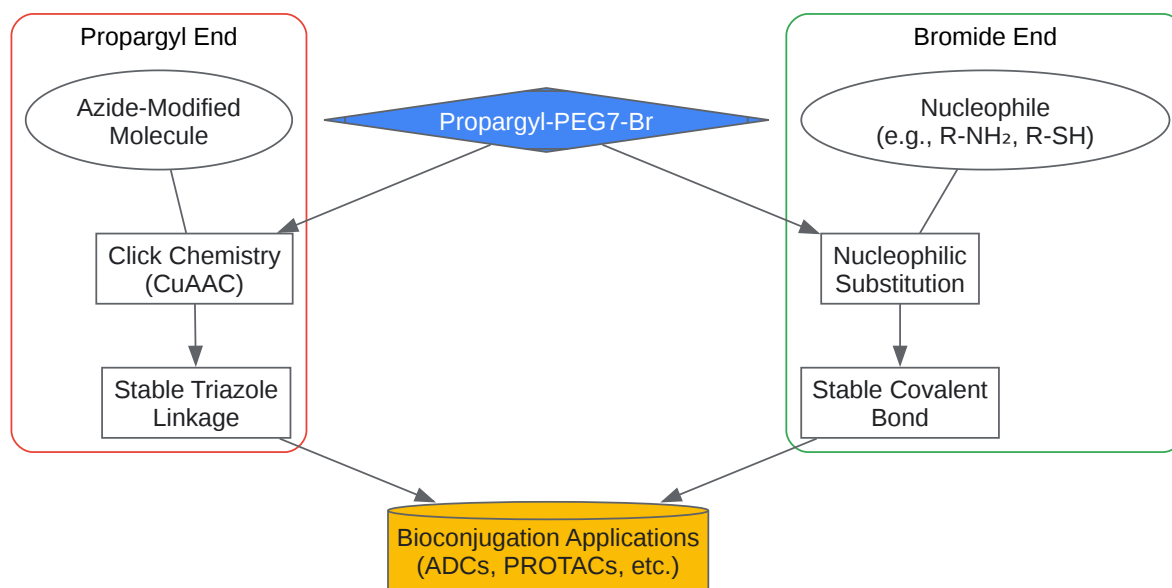 Propargyl End
Azide-Modified
Molecule
Click Chemistry
(CuAAC)
Stable Triazole
Linkage
Propargyl-PEG7-Br
Bromide End
Nucleophile
(e.g., R-NH₂, R-SH)
Nucleophilic
Substitution
Stable Covalent
Bond
Bioconjugation Applications
(ADCs, PROTACs, etc.)